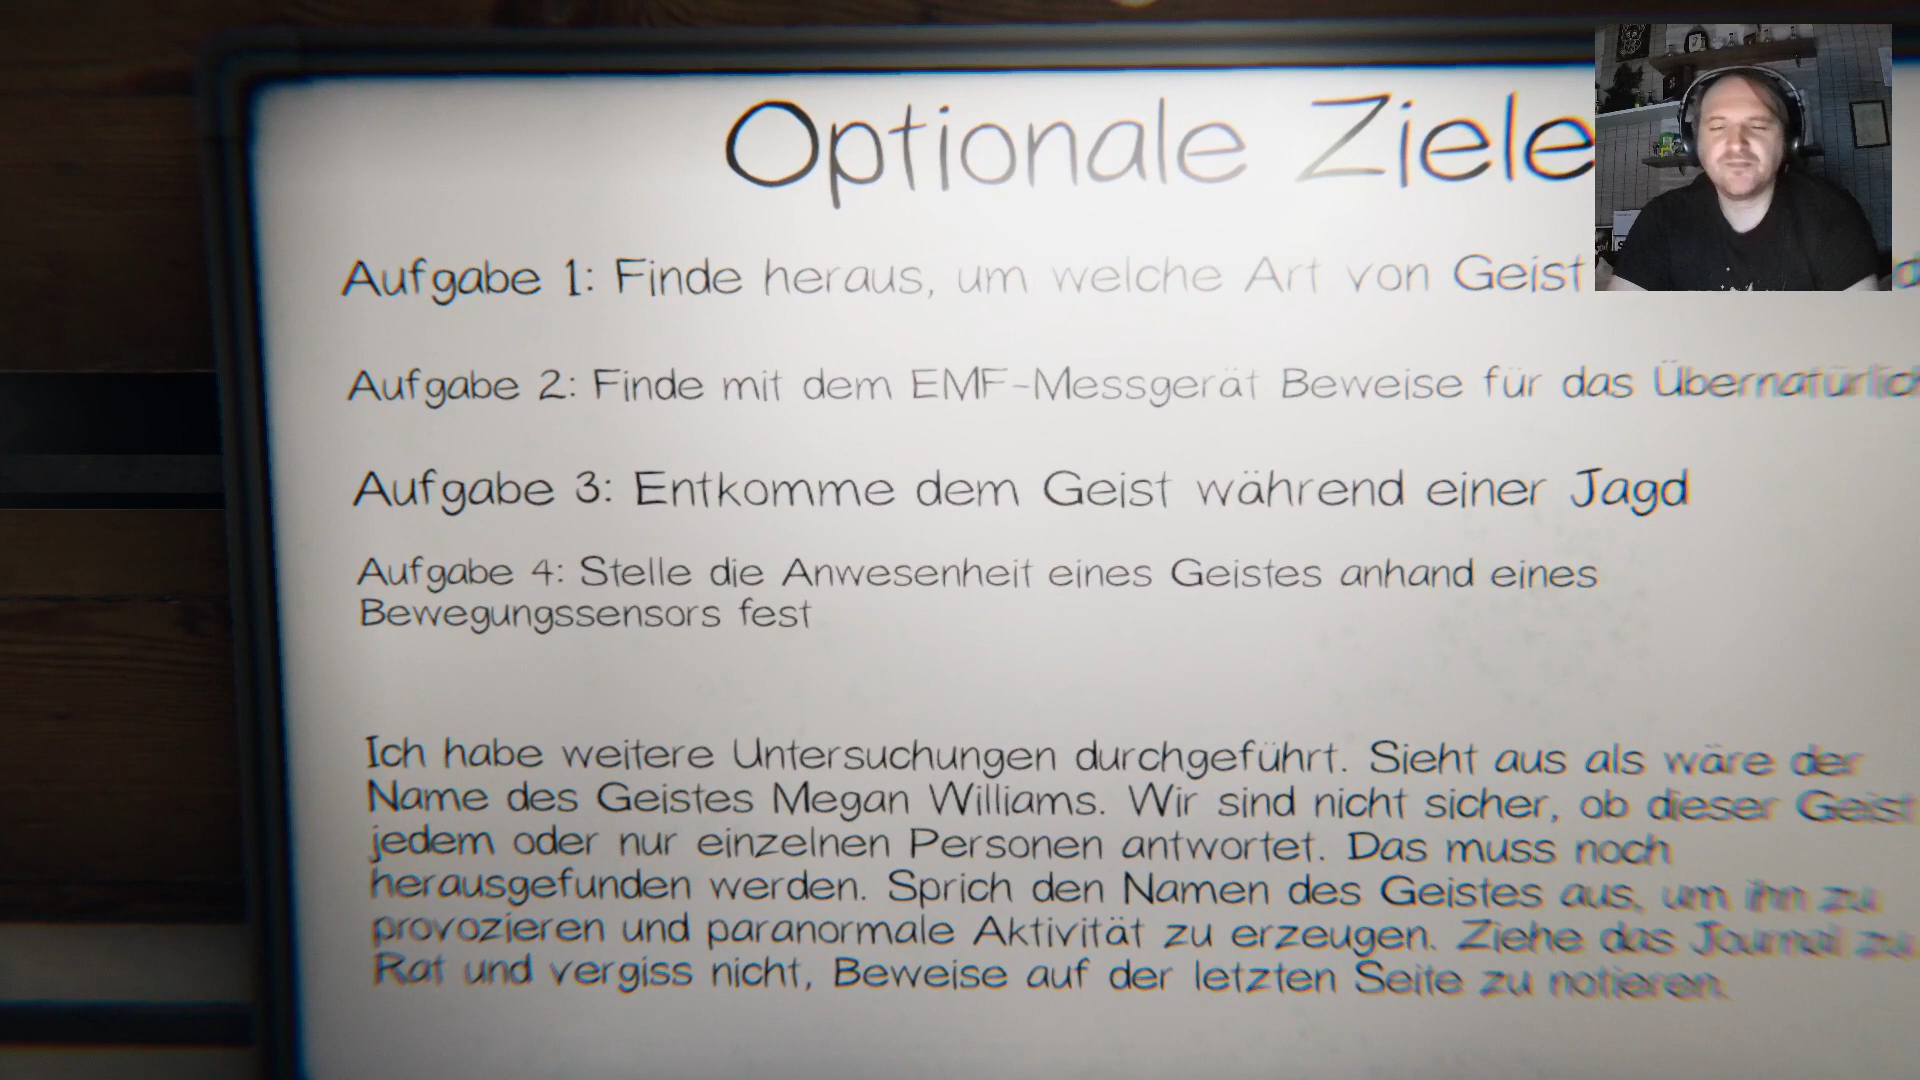 Optionale Ziele
Aufgabe 1: Finde heraus, um welche Art von Geist
Aufgabe 2: Finde mit dem EMF-Messgerät Beweise für das
Aufgabe 3: Entkomme dem Geist während einer Jagd
Aufgabe 4: Stelle die Anwesenheit eines Geistes anhand eines
Bewegungssensors fest
Ich habe weitere Untersuchungen durchgeführt. Sieht aus als wäre der
Name des Geistes Megan Williams. Wir sind nicht sicher, ob dieser Geist
jedem oder nur einzelnen Personen antwortet. Das muss noch
herausgefunden werden. Sprich den Namen des Geistes aus, um ihn zu
provozieren und paranormale Aktivität zu erzeugen. Ziehe das Journal zu
Rat und vergiss nicht, Beweise auf der letzten Seite zu notieren.